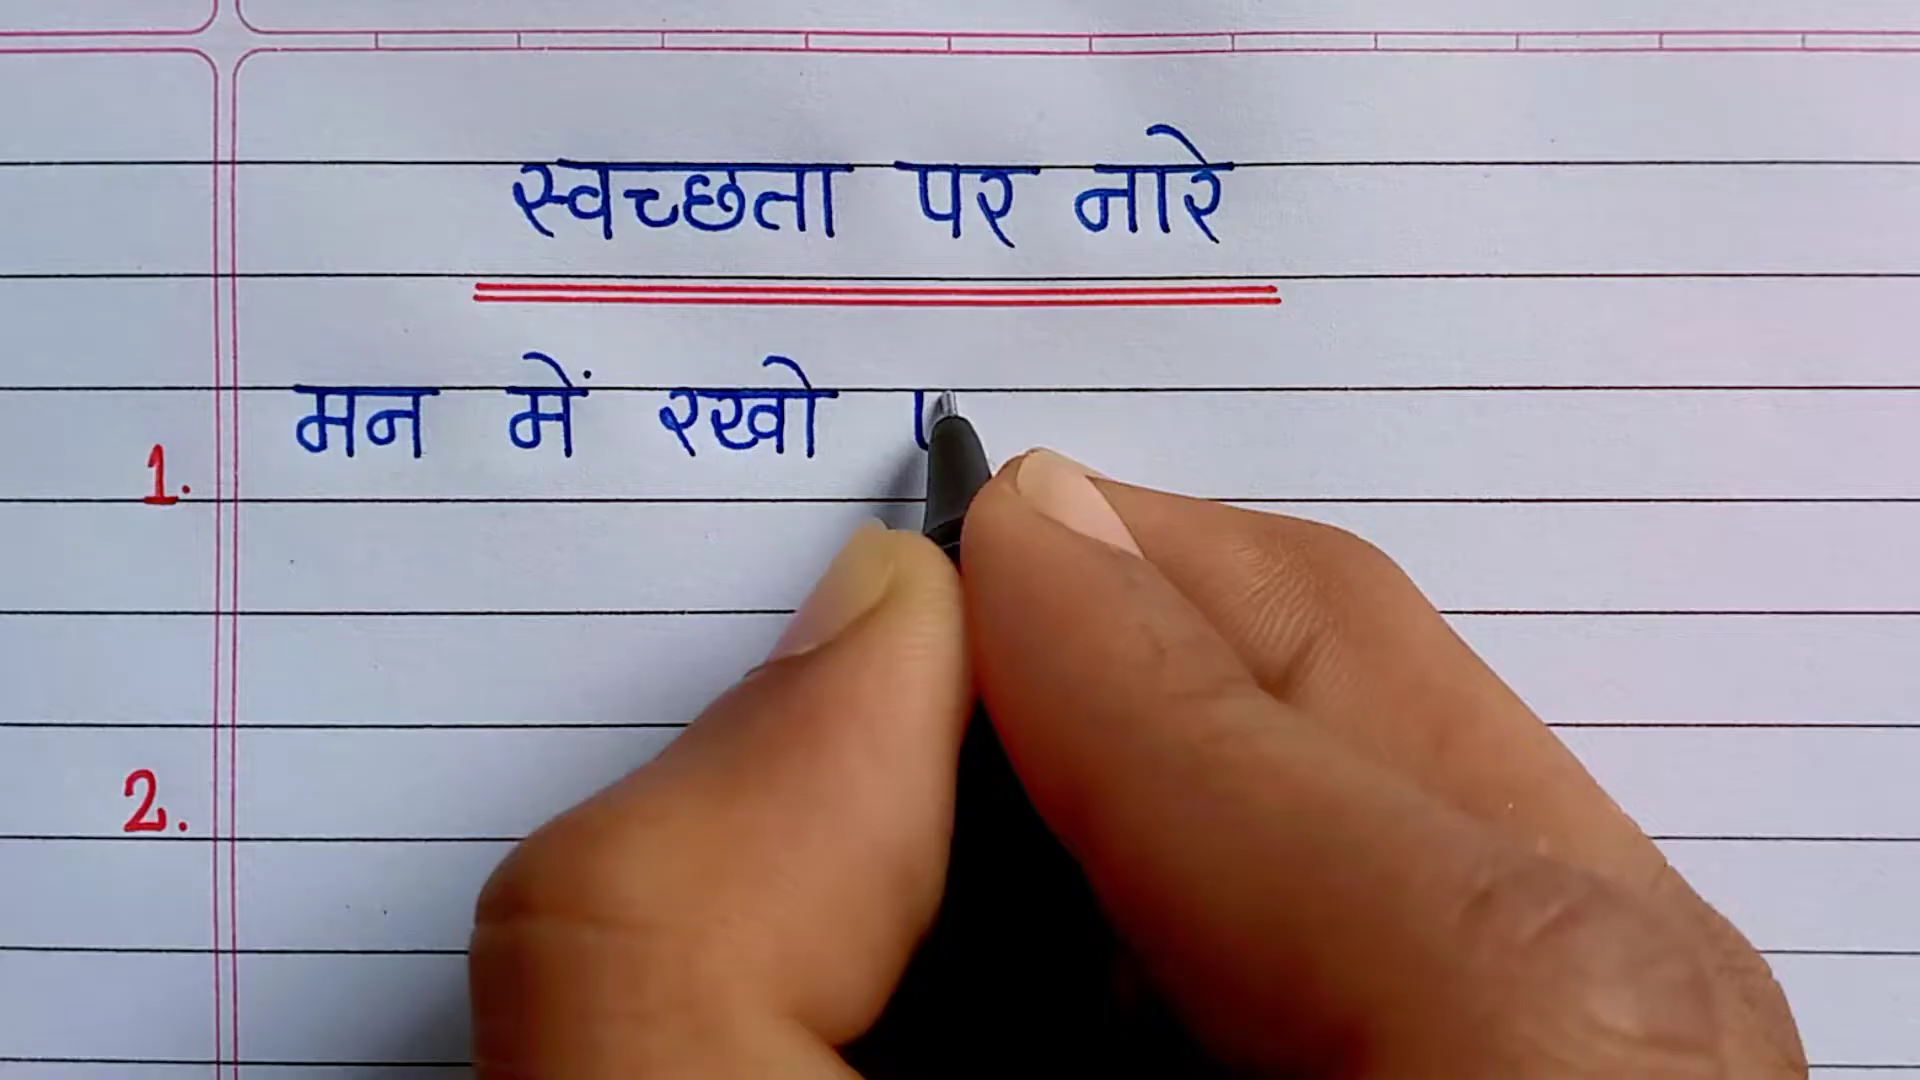 स्वच्छता पर नारे
1. मन में रखो
2.